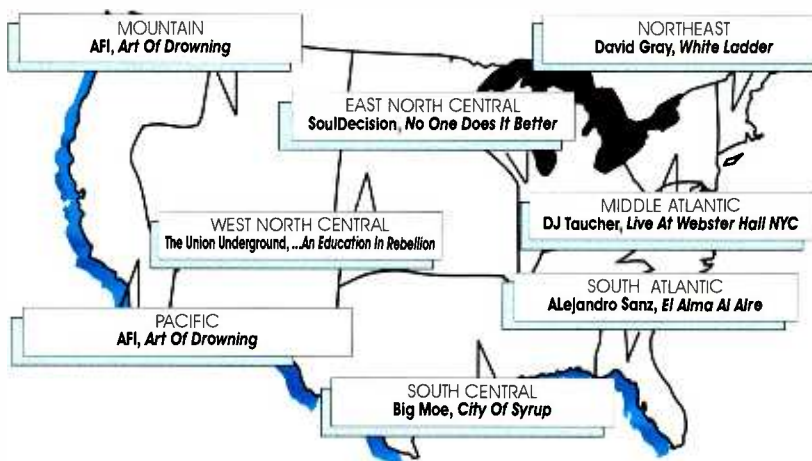 MOUNTAIN
AFI, Art Of Drowning
NORTHEAST
David Gray, White Ladder
EAST NORTH CENTRAL
SoulDecision, No One Does It Better
MIDDLE ATLANTIC
DJ Taucher, Live At Webster Hall NYC
WEST NORTH CENTRAL
The Union Underground, ...An Education In Rebellion
SOUTH ATLANTIC
ALejandro Sanz, El Alma Al Aire
PACIFIC
AFI, Art Of Drowning
SOUTH CENTRAL
Big Moe, City Of Syrup